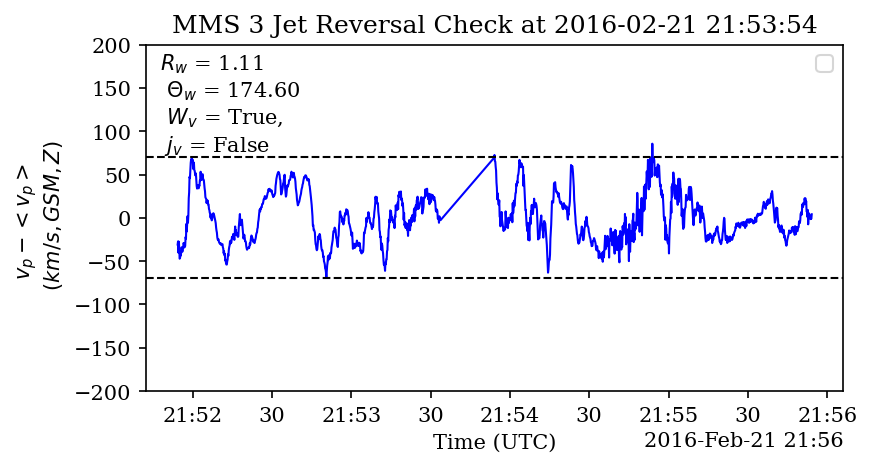 MMS 3 Jet Reversal Check at 2016-02-21 21:53:54
R_w = 1.11
Θ_w = 174.60
W_v = True,
j_v = False
v_p − < v_p >
(km/s, GSM, Z)
200
150
100
50
0
−50
−100
−150
−200
21:52 30 21:53 30 21:54 30 21:55 30 21:56
Time (UTC) 2016-Feb-21 21:56